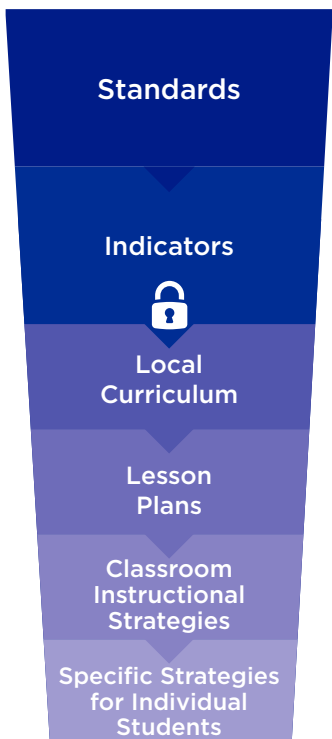 Standards
Indicators
Local
Curriculum
Lesson
Plans
Classroom
Instructional
Strategies
Specific Strategies
for Individual
Students